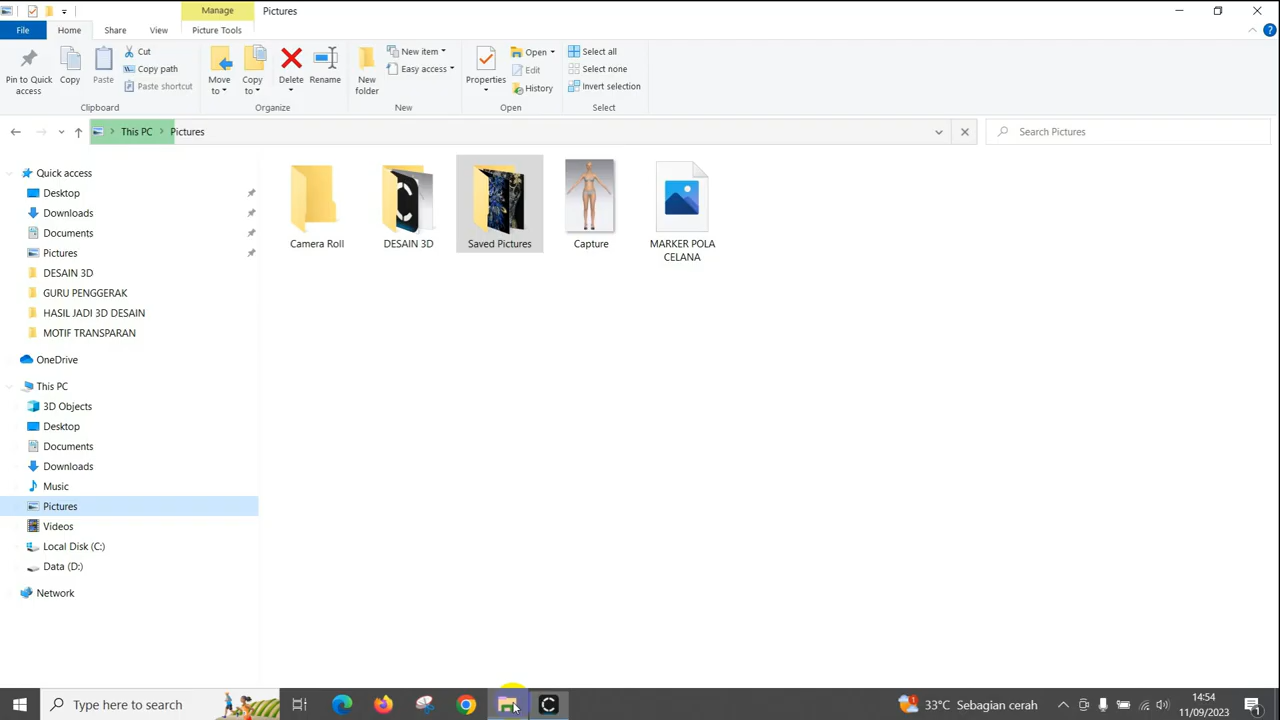 Manage
Pictures
File
Home
Share
View
Picture Tools
Pin to Quick access
Copy
Paste
Cut
Copy path
Paste shortcut
Clipboard
Move to
Copy to
Delete
Rename
Organize
New folder
New item
Easy access
New
Properties
Open
Edit
History
Open
Select all
Select none
Invert selection
Select
This PC
Pictures
Search Pictures
Quick access
Desktop
Downloads
Documents
Pictures
DESAIN 3D
GURU PENGGERAK
HASIL JADI 3D DESAIN
MOTIF TRANSPARAN
OneDrive
This PC
3D Objects
Desktop
Documents
Downloads
Music
Pictures
Videos
Local Disk (C:)
Data (D:)
Network
Camera Roll
DESAIN 3D
Saved Pictures
Capture
MARKER POLA
CELANA
Type here to search
1
33°C Sebagian cerah
14:54
11/09/2023
1